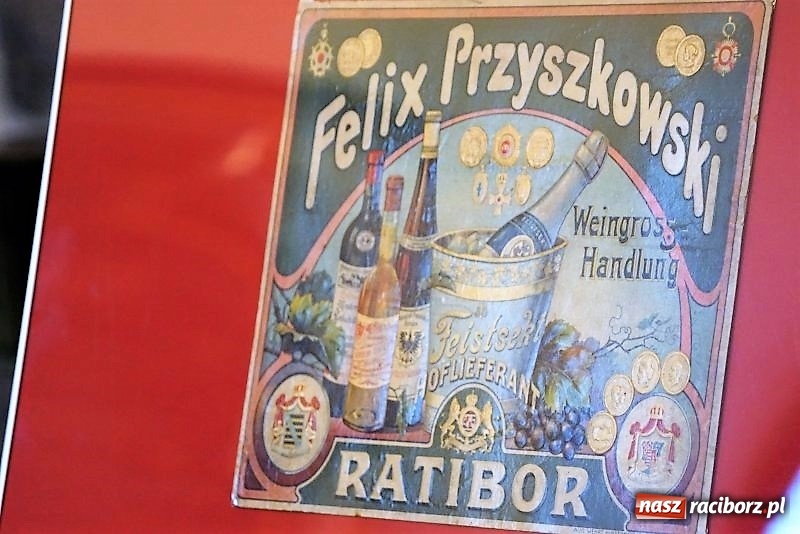 Felix Przyszkowski
Weingross-
Handlung
Feistsekt
HOFLIEFERANT
RATIBOR
nasz raciborz.pl